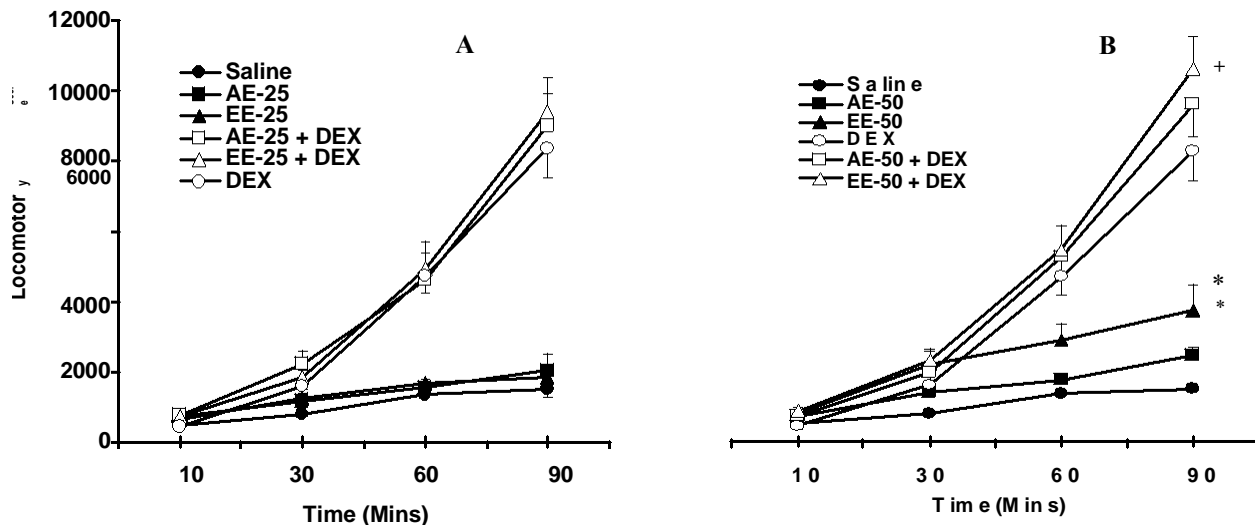 12000
10000
8000
6000
4000
2000
0
Locomotor y
A
Saline
AE-25
EE-25
AE-25 + DEX
EE-25 + DEX
DEX
10 30 60 90
Time (Mins)
B
S a lin e
AE-50
EE-50
D E X
AE-50 + DEX
EE-50 + DEX
+
*
*
1 0 3 0 6 0 9 0
T im e (M in s)